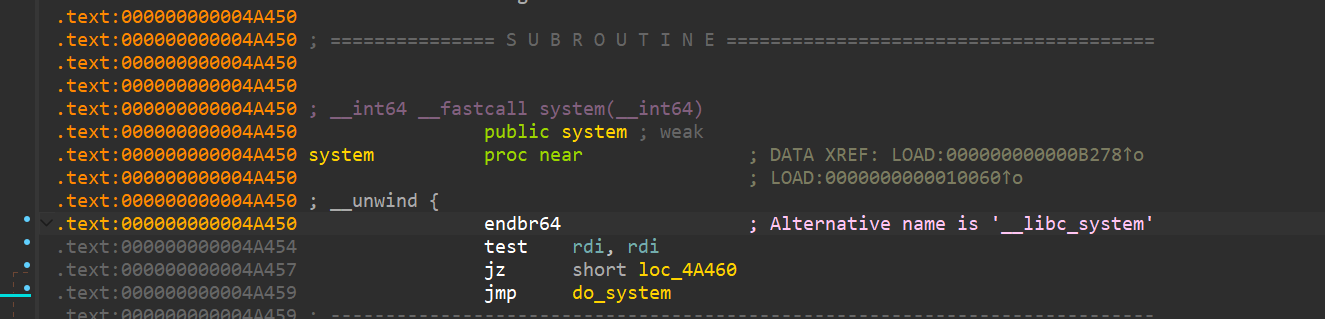 .text:000000000004A450
.text:000000000004A450 ; =============== S U B R O U T I N E =======================================
.text:000000000004A450
.text:000000000004A450
.text:000000000004A450 ; __int64 __fastcall system(__int64)
.text:000000000004A450 public system ; weak
.text:000000000004A450 system proc near ; DATA XREF: LOAD:000000000000B278↑o
.text:000000000004A450 ; LOAD:0000000000010060↑o
.text:000000000004A450 ; __unwind {
.text:000000000004A450 endbr64 ; Alternative name is '__libc_system'
.text:000000000004A454 test rdi, rdi
.text:000000000004A457 jz short loc_4A460
.text:000000000004A459 jmp do_system
.text:000000000004A459 ; ---------------------------------------------------------------------------